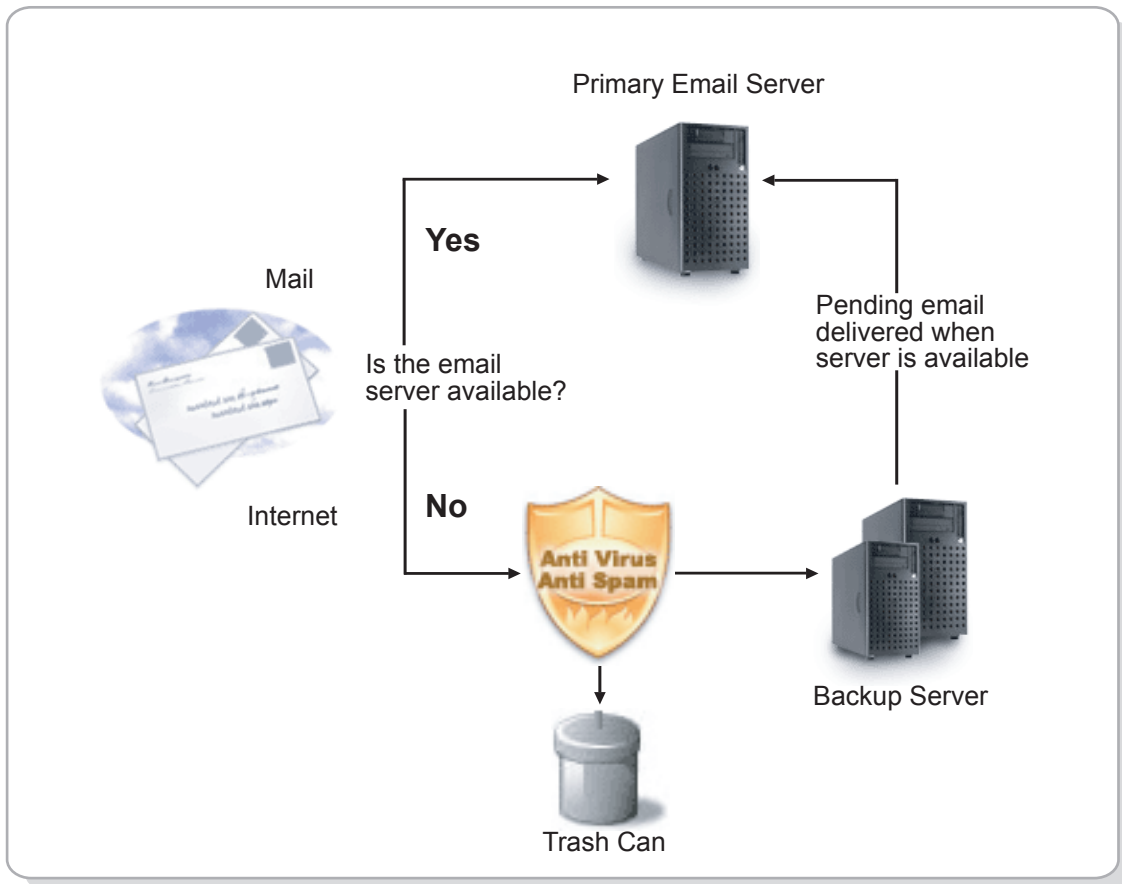 Primary Email Server
Yes
Mail
Pending email
delivered when
server is available
Is the email
server available?
Internet
No
Anti Virus
Anti Spam
Backup Server
Trash Can